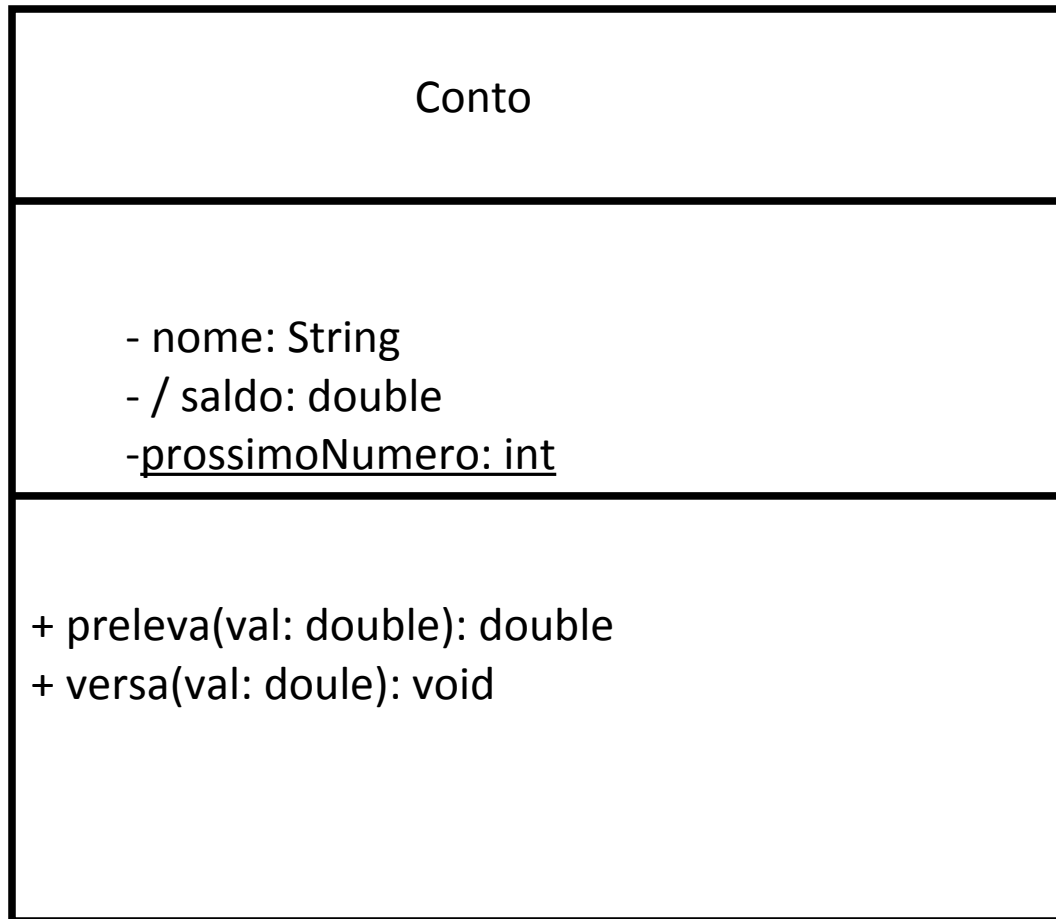 Conto
- nome: String
- / saldo: double
-prossimoNumero: int
+ preleva(val: double): double
+ versa(val: doule): void